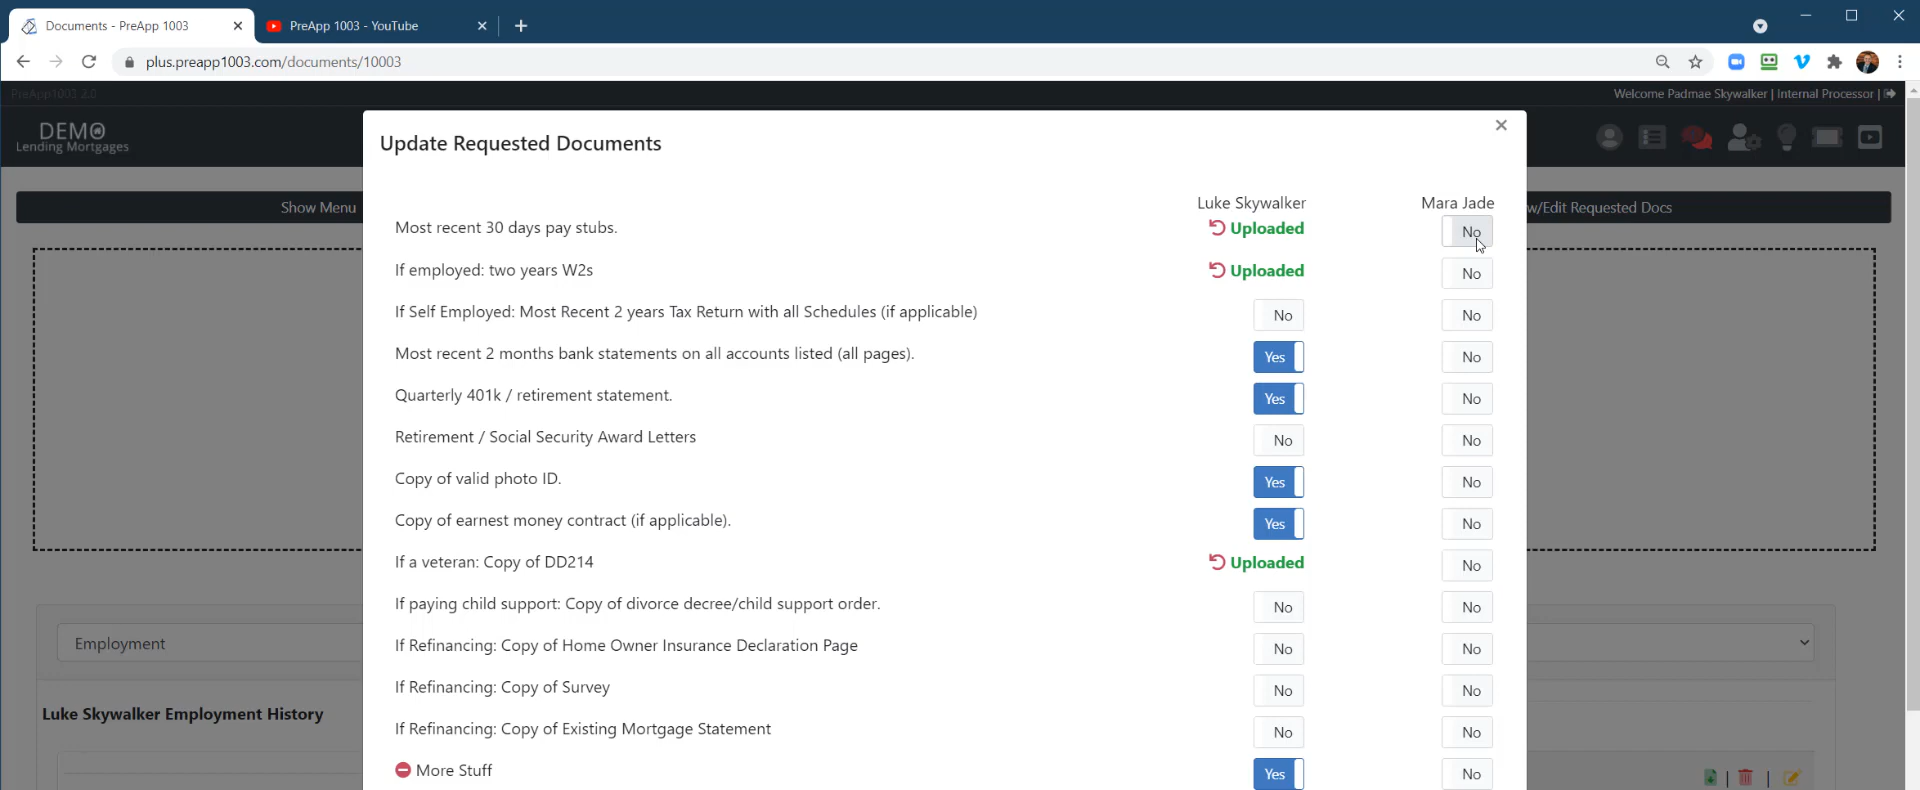 Documents - PreApp 1003
PreApp 1003 - YouTube
plus.preapp1003.com/documents/10003
PreApp1003 2.0
Welcome Padmae Skywalker | Internal Processor |
DEMO
Lending Mortgages
Update Requested Documents
Show Menu
w/Edit Requested Docs
Luke Skywalker
Mara Jade
Most recent 30 days pay stubs.
Uploaded
No
If employed: two years W2s
Uploaded
No
If Self Employed: Most Recent 2 years Tax Return with all Schedules (if applicable)
No
No
Most recent 2 months bank statements on all accounts listed (all pages).
Yes
No
Quarterly 401k / retirement statement.
Yes
No
Retirement / Social Security Award Letters
No
No
Copy of valid photo ID.
Yes
No
Copy of earnest money contract (if applicable).
Yes
No
If a veteran: Copy of DD214
Uploaded
No
If paying child support: Copy of divorce decree/child support order.
No
No
Employment
If Refinancing: Copy of Home Owner Insurance Declaration Page
No
No
If Refinancing: Copy of Survey
No
No
Luke Skywalker Employment History
If Refinancing: Copy of Existing Mortgage Statement
No
No
More Stuff
Yes
No